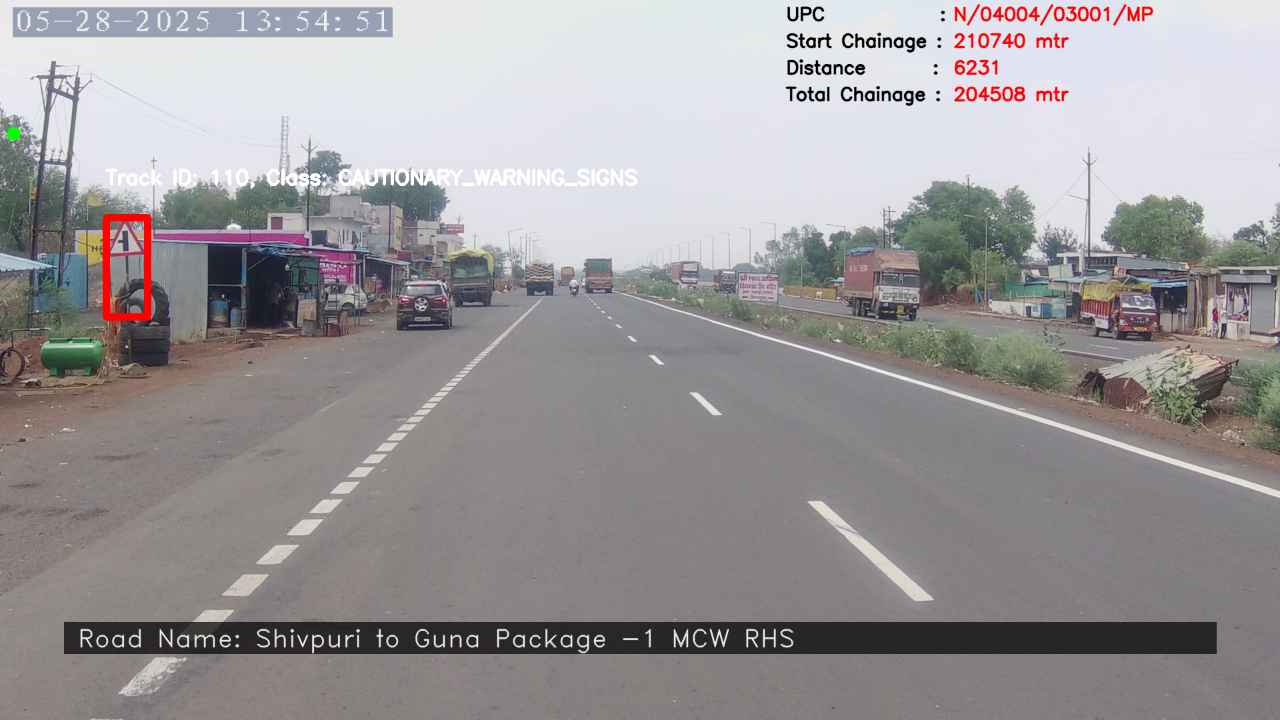 05-28-2025 13:54:51
UPC : N/04004/03001/MP
Start Chainage : 210740 mtr
Distance : 6231
Total Chainage : 204508 mtr
Track ID: 110, Class: CAUTIONARY_WARNING_SIGNS
Road Name: Shivpuri to Guna Package -1 MCW RHS